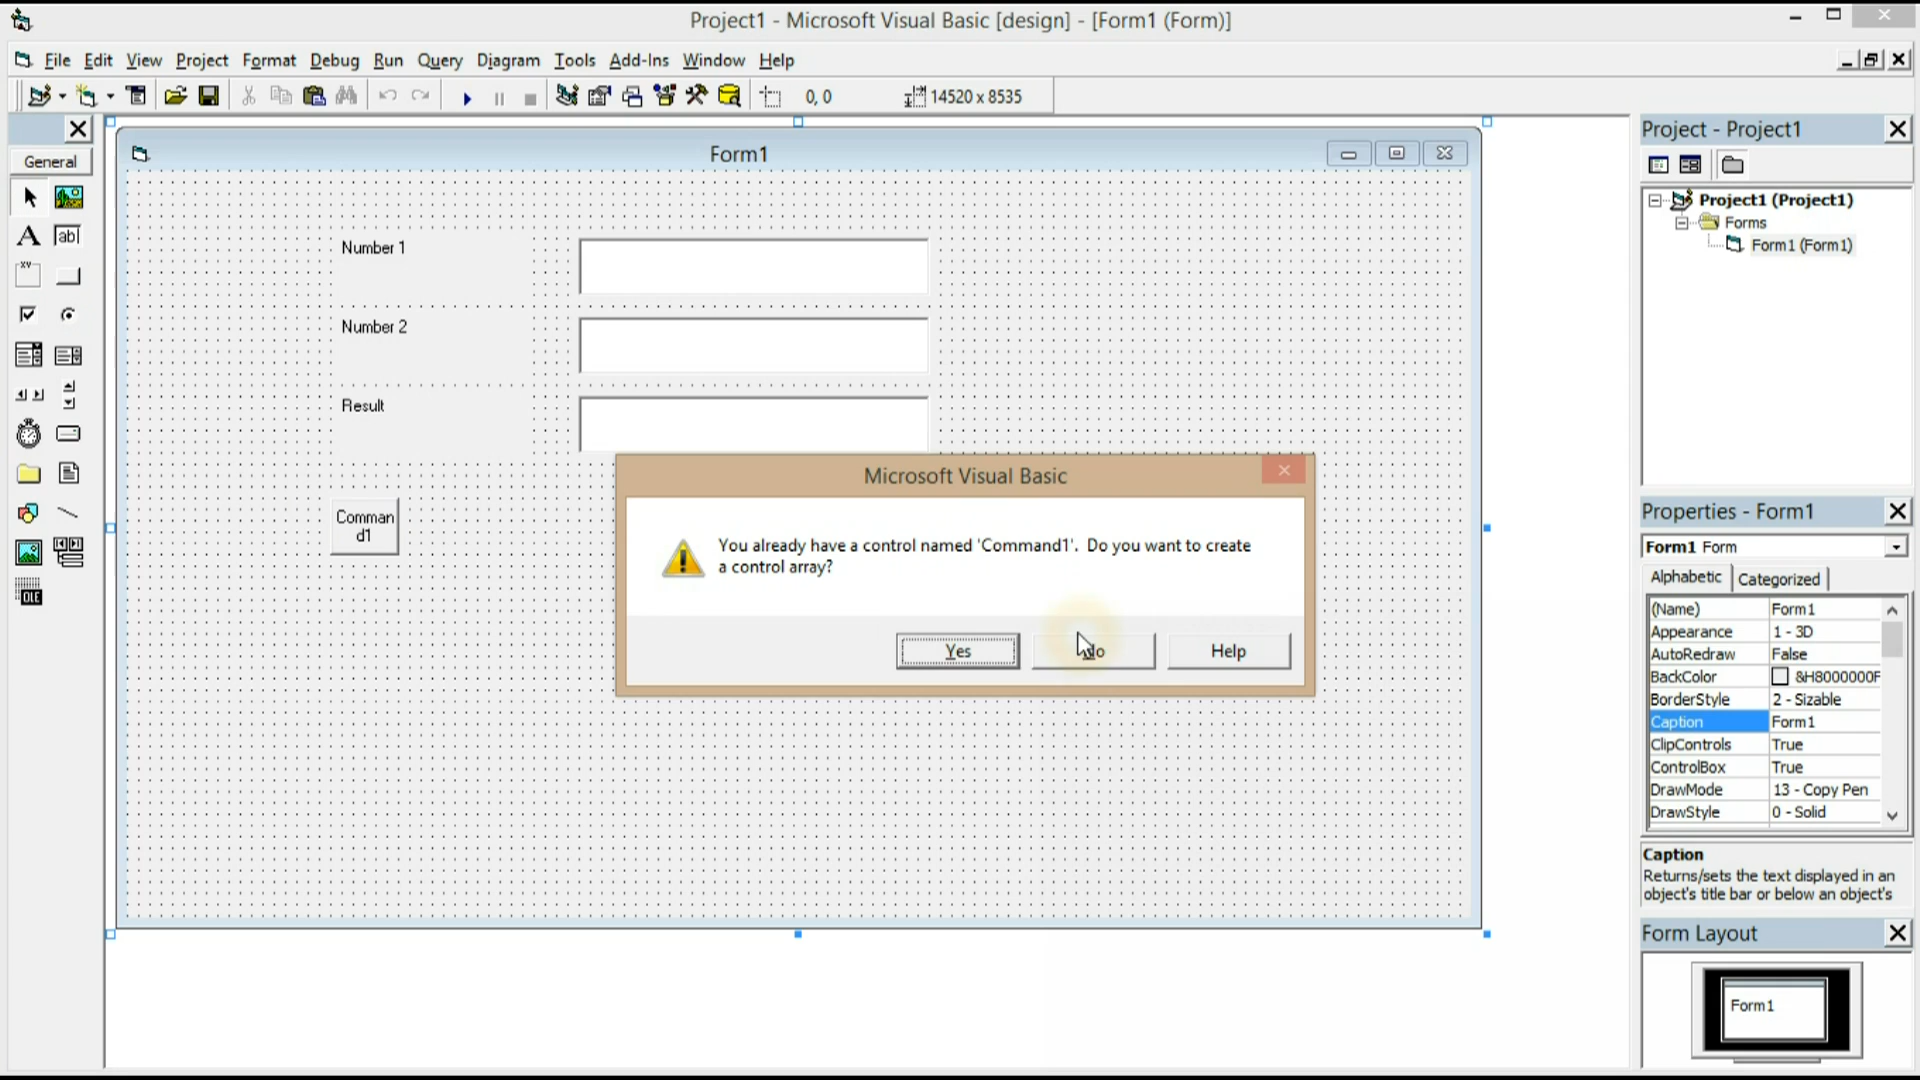 Project1 - Microsoft Visual Basic [design] - [Form1 (Form)]
File Edit View Project Format Debug Run Query Diagram Tools Add-Ins Window Help
0, 0
14520 x 8535
General
A
ab
XY
OLE
Form1
Number 1
Number 2
Result
Comman
d1
Microsoft Visual Basic
You already have a control named 'Command1'. Do you want to create
a control array?
Yes
No
Help
Project - Project1
Project1 (Project1)
Forms
Form1 (Form1)
Properties - Form1
Form1 Form
Alphabetic Categorized
(Name) Form1
Appearance 1 - 3D
AutoRedraw False
BackColor &H8000000F
BorderStyle 2 - Sizable
Caption Form1
ClipControls True
ControlBox True
DrawMode 13 - Copy Pen
DrawStyle 0 - Solid
Caption
Returns/sets the text displayed in an
object's title bar or below an object's
Form Layout
Form1